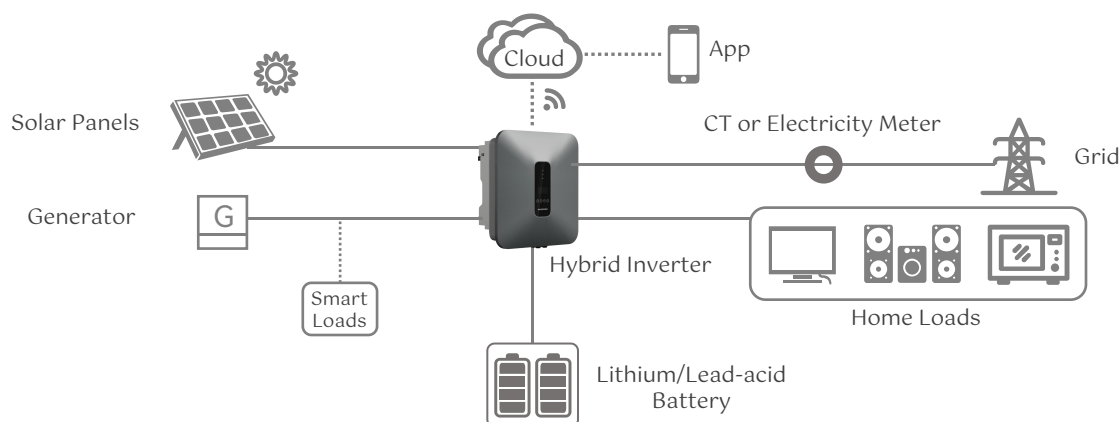 Cloud
App
Solar Panels
CT or Electricity Meter
Grid
Generator
G
Hybrid Inverter
Smart
Loads
Home Loads
Lithium/Lead-acid
Battery